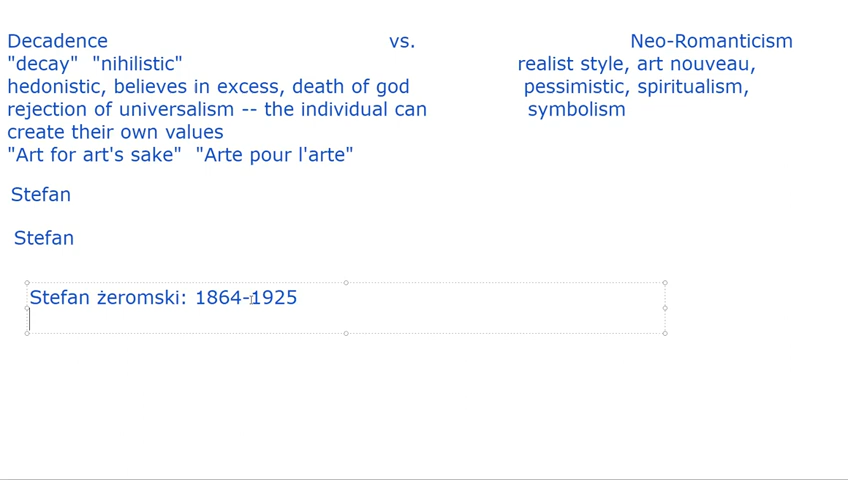 Decadence vs. Neo-Romanticism
"decay" "nihilistic" realist style, art nouveau,
hedonistic, believes in excess, death of god pessimistic, spiritualism,
rejection of universalism -- the individual can symbolism
create their own values
"Art for art's sake" "Arte pour l'arte"
Stefan
Stefan
Stefan żeromski: 1864-1925